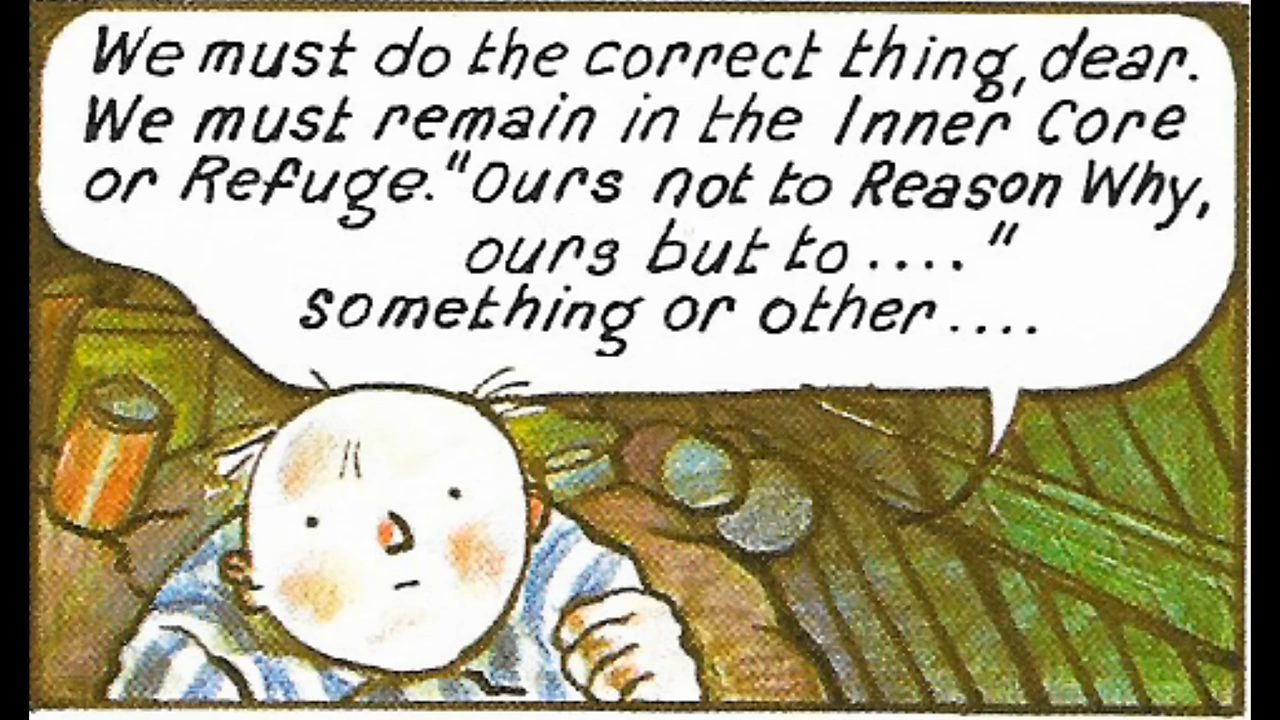 We must do the correct thing, dear.
We must remain in the Inner Core
or Refuge. "Ours not to Reason Why,
ours but to ...."
something or other ....